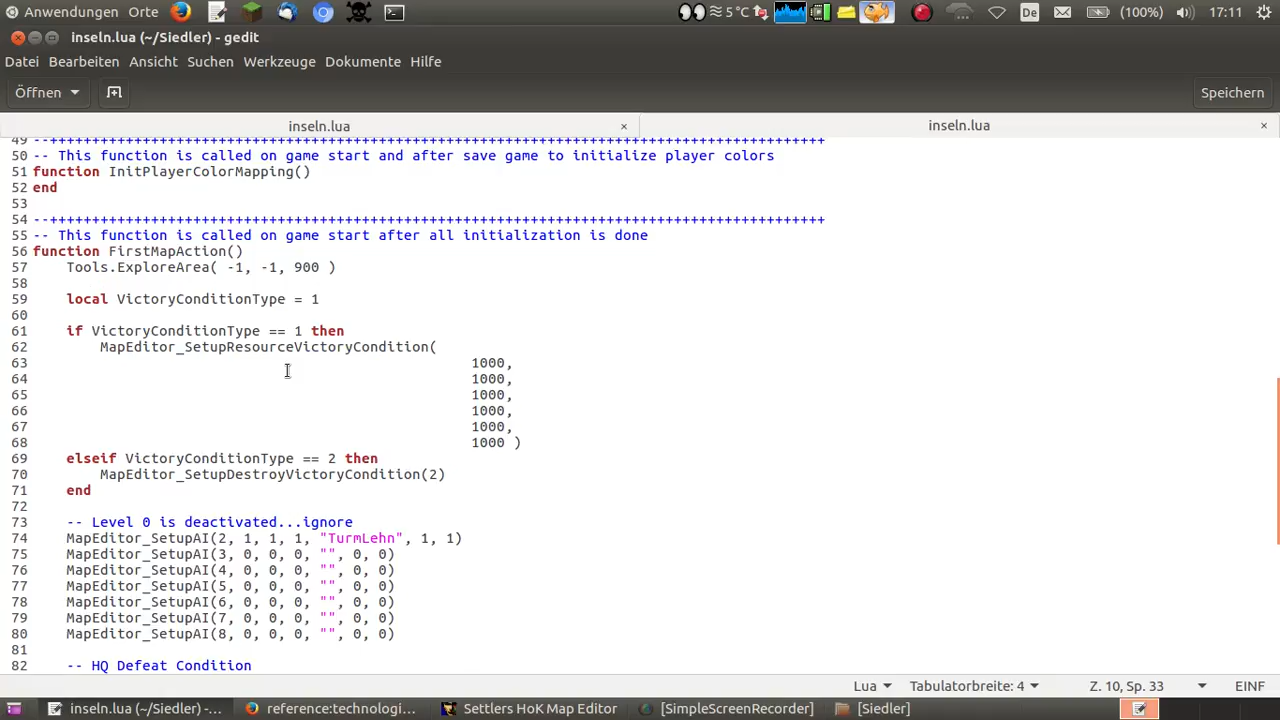 Anwendungen Orte De 5 °C (100%) 17:11
inseln.lua (~/Siedler) - gedit
Datei Bearbeiten Ansicht Suchen Werkzeuge Dokumente Hilfe
Öffnen Speichern
inseln.lua × inseln.lua ×
49 --++++++++++++++++++++++++++++++++++++++++++++++++++++++++++++++++++++++++++++++++++++++++++++
50 -- This function is called on game start and after save game to initialize player colors
51 function InitPlayerColorMapping()
52 end
53
54 --++++++++++++++++++++++++++++++++++++++++++++++++++++++++++++++++++++++++++++++++++++++++++++
55 -- This function is called on game start after all initialization is done
56 function FirstMapAction()
57 Tools.ExploreArea( -1, -1, 900 )
58
59 local VictoryConditionType = 1
60
61 if VictoryConditionType == 1 then
62 MapEditor_SetupResourceVictoryCondition(
63 1000,
64 1000,
65 1000,
66 1000,
67 1000,
68 1000 )
69 elseif VictoryConditionType == 2 then
70 MapEditor_SetupDestroyVictoryCondition(2)
71 end
72
73 -- Level 0 is deactivated...ignore
74 MapEditor_SetupAI(2, 1, 1, 1, "TurmLehn", 1, 1)
75 MapEditor_SetupAI(3, 0, 0, 0, "", 0, 0)
76 MapEditor_SetupAI(4, 0, 0, 0, "", 0, 0)
77 MapEditor_SetupAI(5, 0, 0, 0, "", 0, 0)
78 MapEditor_SetupAI(6, 0, 0, 0, "", 0, 0)
79 MapEditor_SetupAI(7, 0, 0, 0, "", 0, 0)
80 MapEditor_SetupAI(8, 0, 0, 0, "", 0, 0)
81
82 -- HQ Defeat Condition
Lua Tabulatorbreite: 4 Z. 10, Sp. 33 EINF
inseln.lua (~/Siedler) -... reference:technologi... Settlers HoK Map Editor [SimpleScreenRecorder] [Siedler]